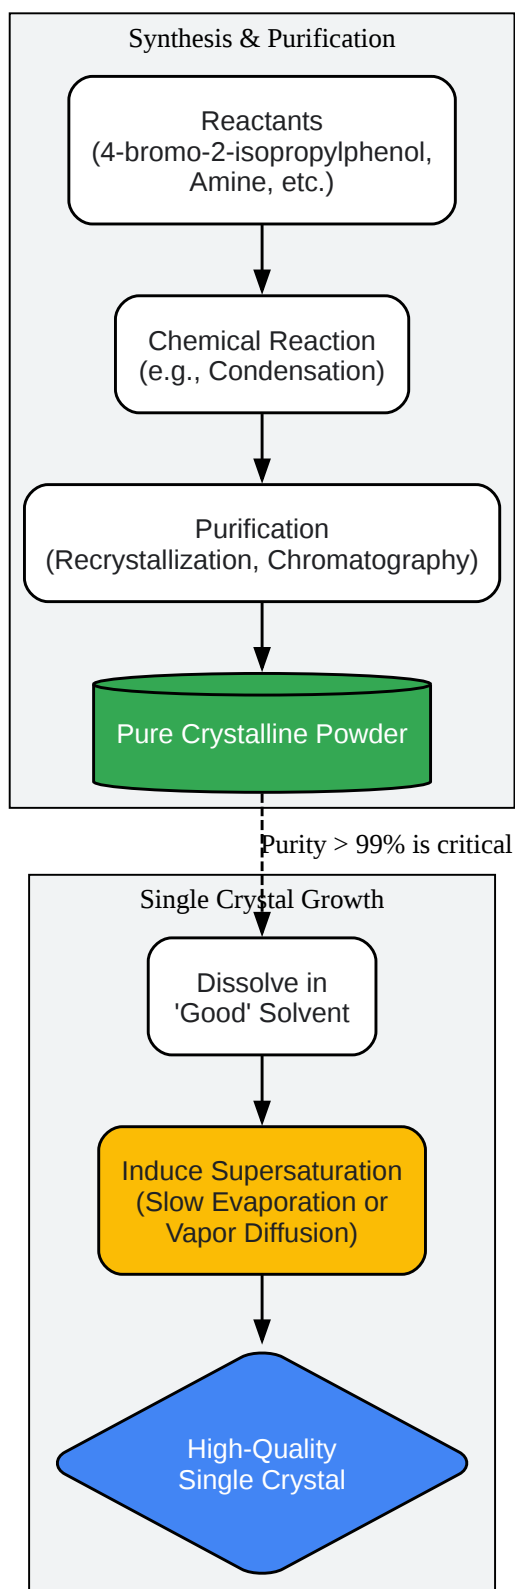 Synthesis & Purification
Reactants
(4-bromo-2-isopropylphenol,
Amine, etc.)
Chemical Reaction
(e.g., Condensation)
Purification
(Recrystallization, Chromatography)
Pure Crystalline Powder
Purity > 99% is critical
Single Crystal Growth
Dissolve in
'Good' Solvent
Induce Supersaturation
(Slow Evaporation or
Vapor Diffusion)
High-Quality
Single Crystal